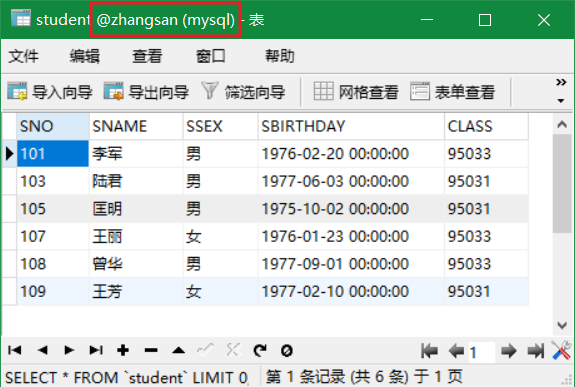 student @zhangsan (mysql) - 表
文件 编辑 查看 窗口 帮助
导入向导 导出向导 筛选向导 网格查看 表单查看
SNO SNAME SSEX SBIRTHDAY CLASS
101 李军 男 1976-02-20 00:00:00 95033
103 陆君 男 1977-06-03 00:00:00 95031
105 匡明 男 1975-10-02 00:00:00 95031
107 王丽 女 1976-01-23 00:00:00 95033
108 曾华 男 1977-09-01 00:00:00 95033
109 王芳 女 1977-02-10 00:00:00 95031
1
SELECT * FROM `student` LIMIT 0, 第 1 条记录 (共 6 条) 于 1 页